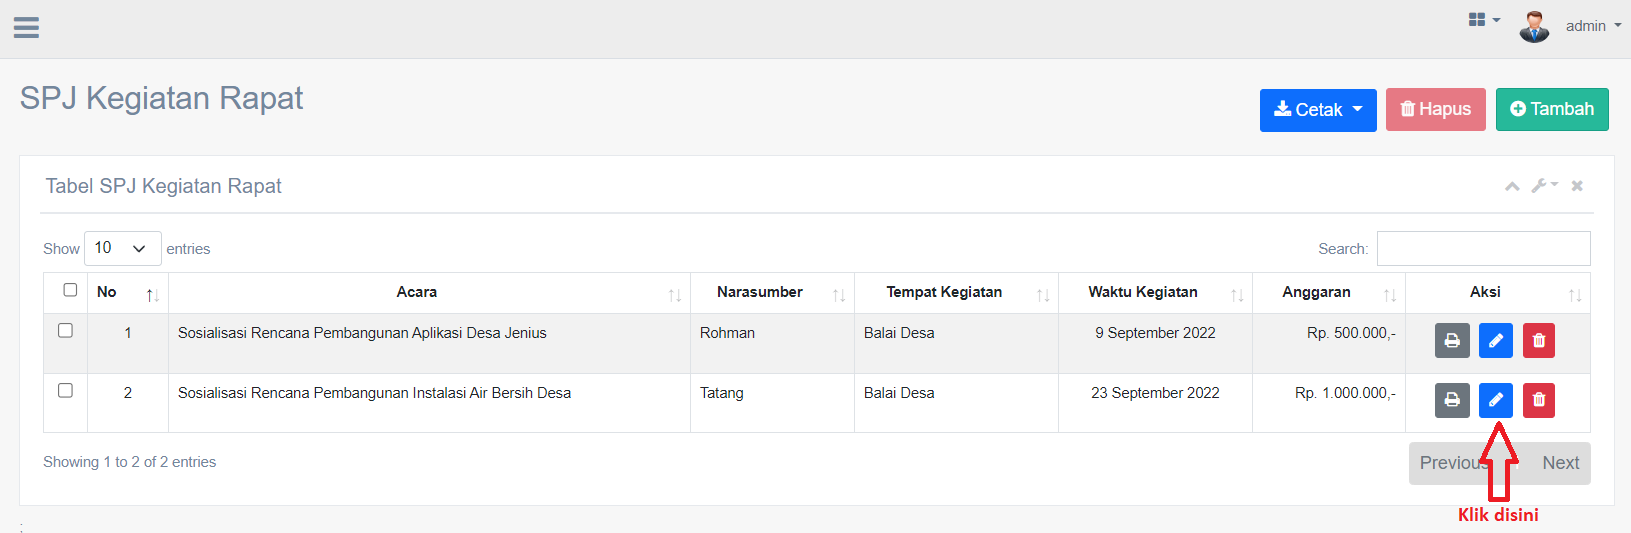 admin
SPJ Kegiatan Rapat
Cetak Hapus Tambah
Tabel SPJ Kegiatan Rapat
Show 10 entries Search:
No Acara Narasumber Tempat Kegiatan Waktu Kegiatan Anggaran Aksi
1 Sosialisasi Rencana Pembangunan Aplikasi Desa Jenius Rohman Balai Desa 9 September 2022 Rp. 500.000,-
2 Sosialisasi Rencana Pembangunan Instalasi Air Bersih Desa Tatang Balai Desa 23 September 2022 Rp. 1.000.000,-
Showing 1 to 2 of 2 entries Previous Next
Klik disini
: